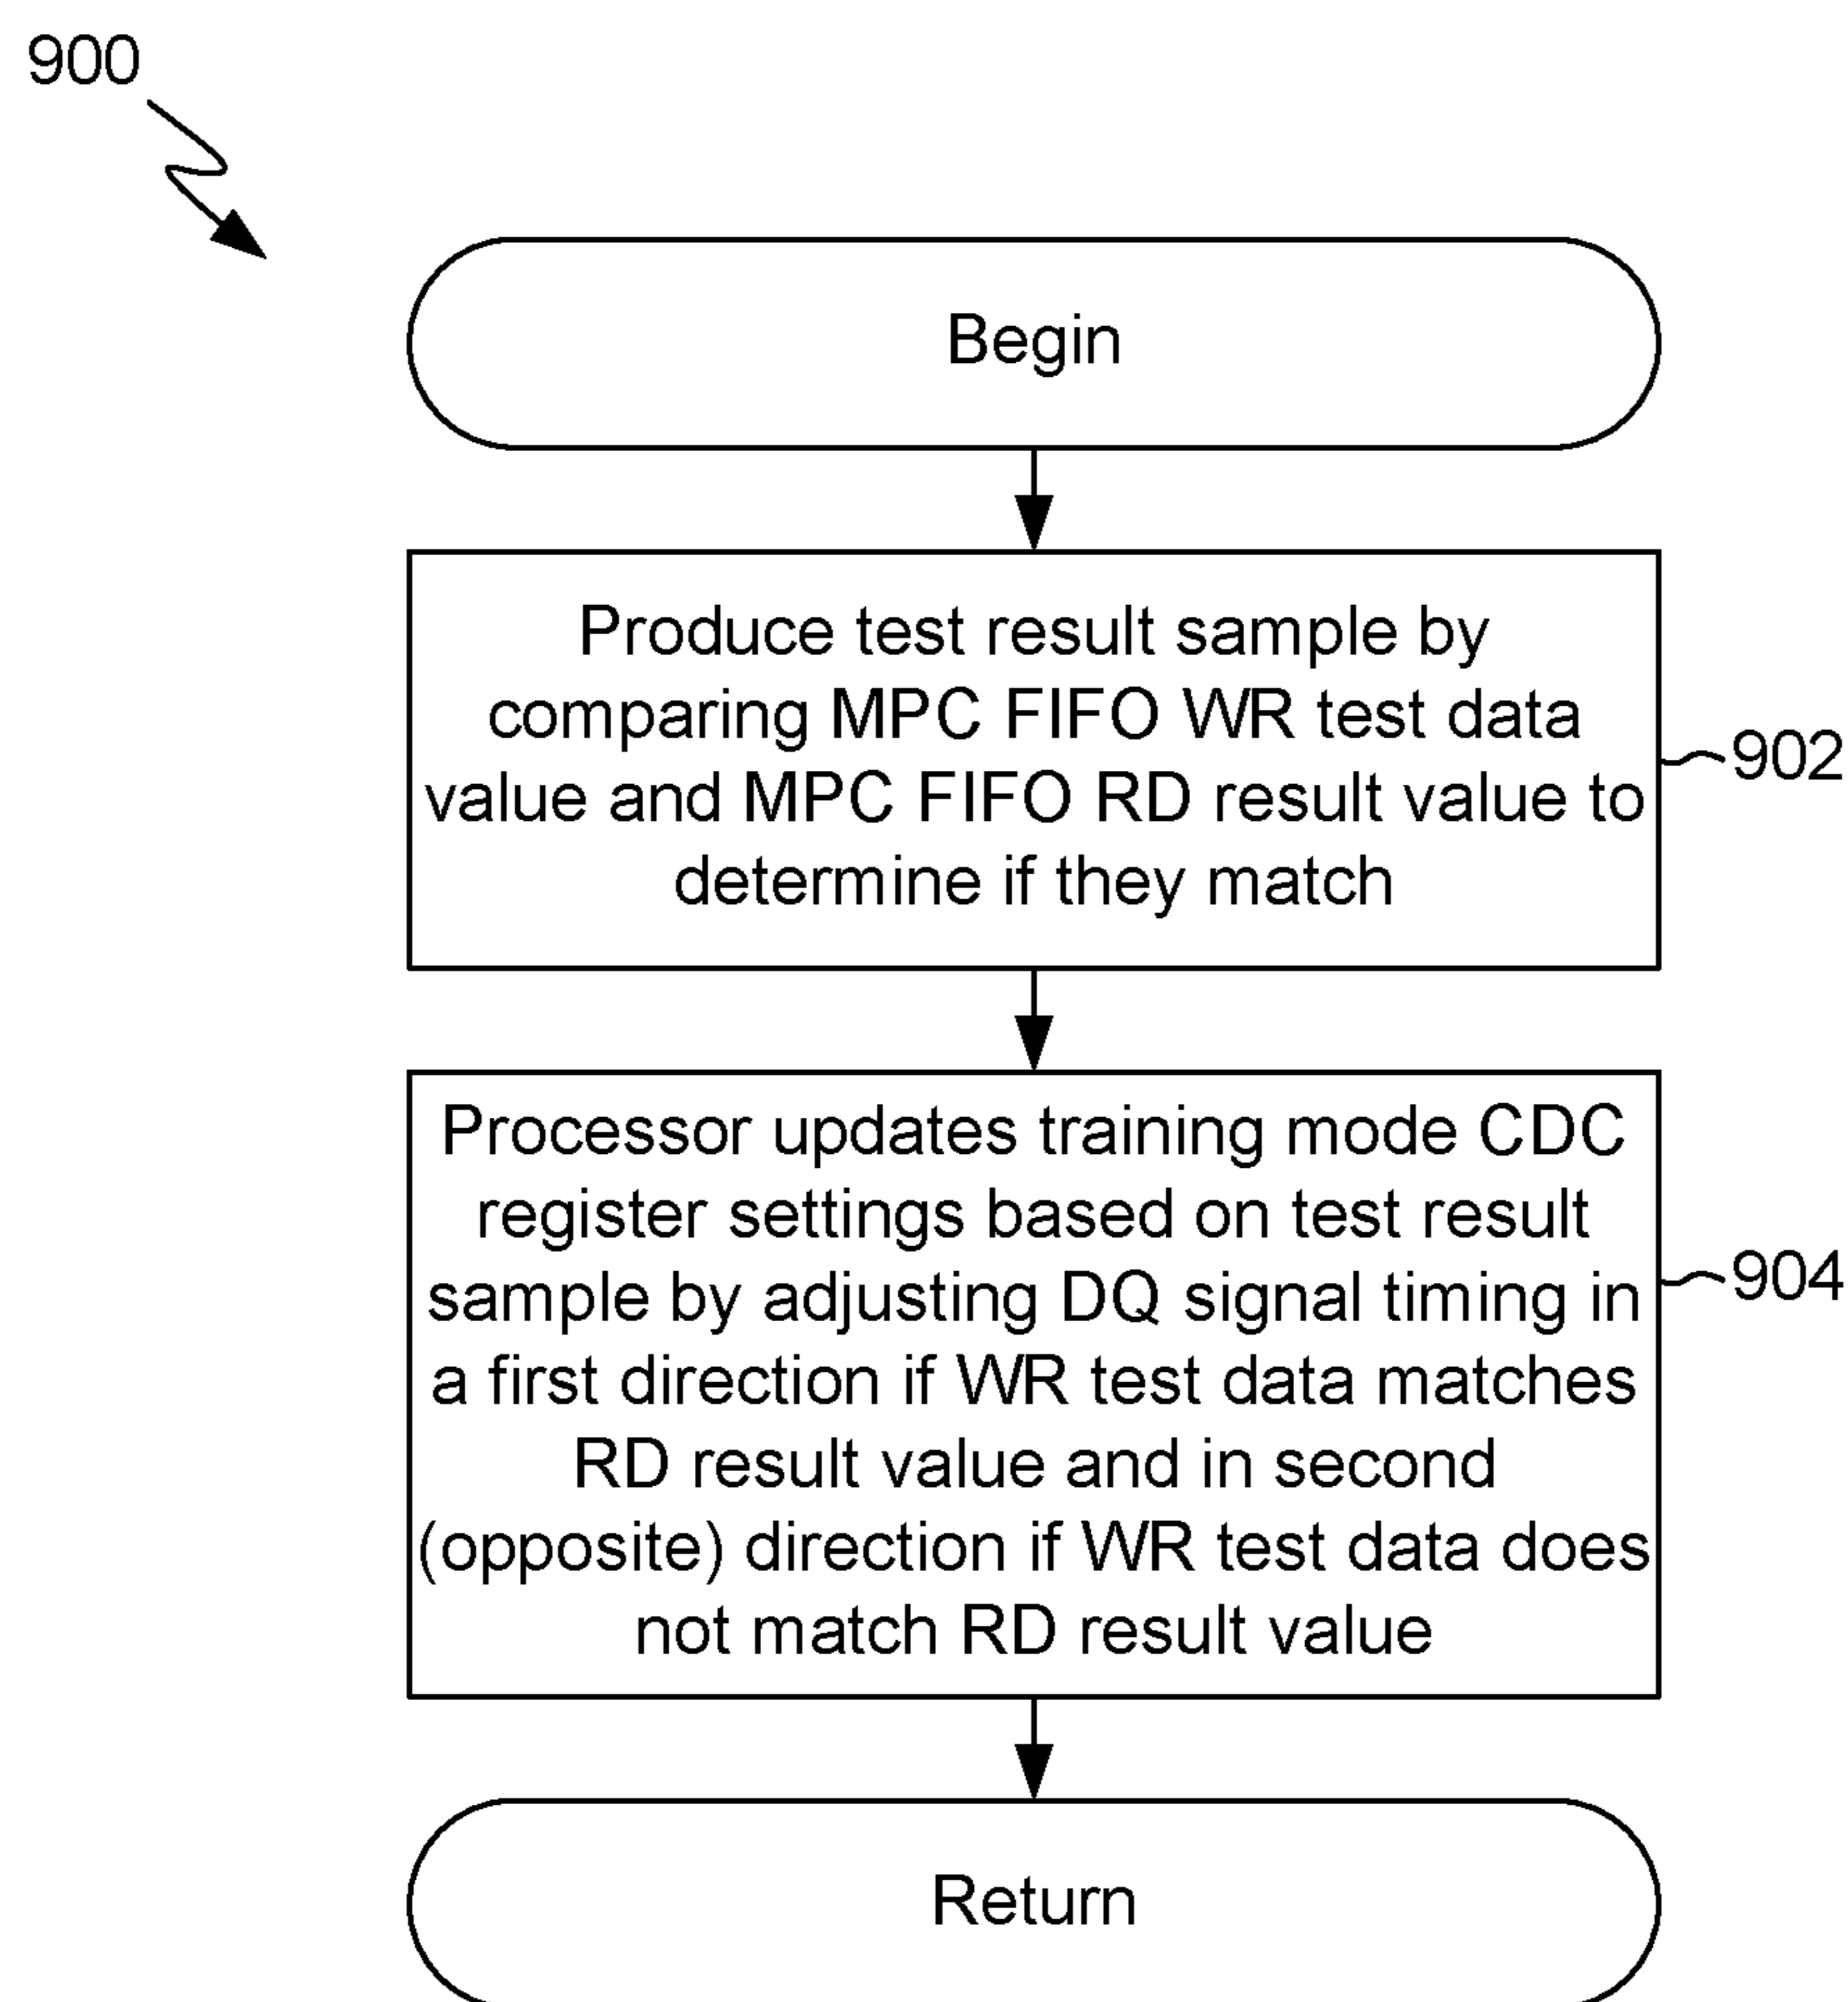 900
Begin
Produce test result sample by
comparing MPC FIFO WR test data
value and MPC FIFO RD result value to
determine if they match
902
Processor updates training mode CDC
register settings based on test result
sample by adjusting DQ signal timing in
a first direction if WR test data matches
RD result value and in second
(opposite) direction if WR test data does
not match RD result value
904
Return